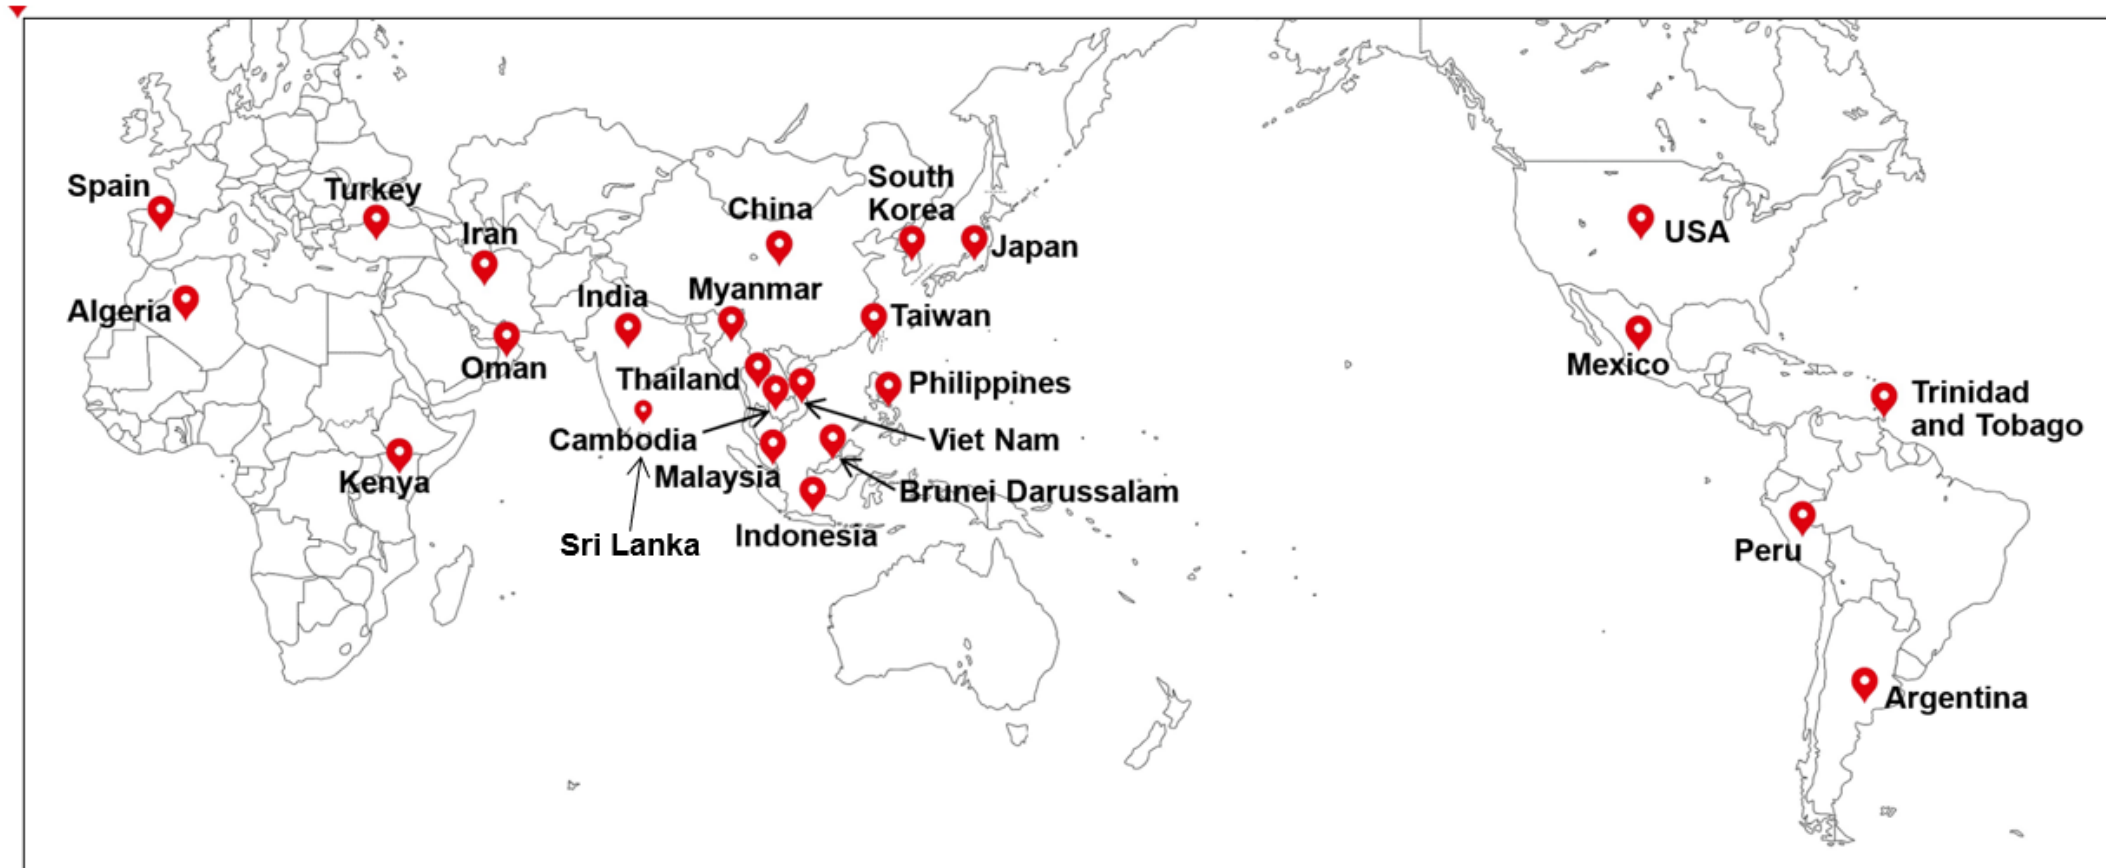 Spain
Turkey
Iran
Algeria
Oman
Kenya
India
China
Myanmar
South
Korea
Japan
Taiwan
Thailand
Philippines
Cambodia
Viet Nam
Malaysia
Brunei Darussalam
Sri Lanka
Indonesia
USA
Mexico
Trinidad
and Tobago
Peru
Argentina